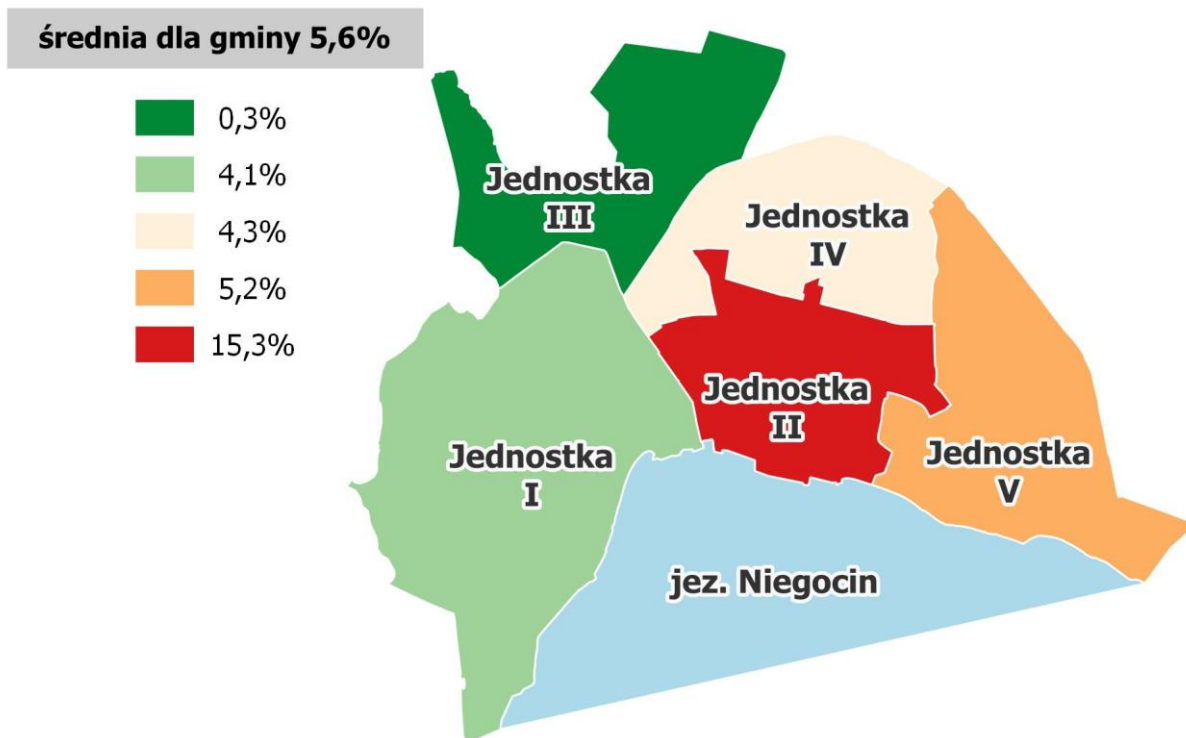 średnia dla gminy 5,6%
0,3%
4,1%
4,3%
5,2%
15,3%
Jednostka
III
Jednostka
IV
Jednostka
II
Jednostka
I
Jednostka
V
jez. Niegocin